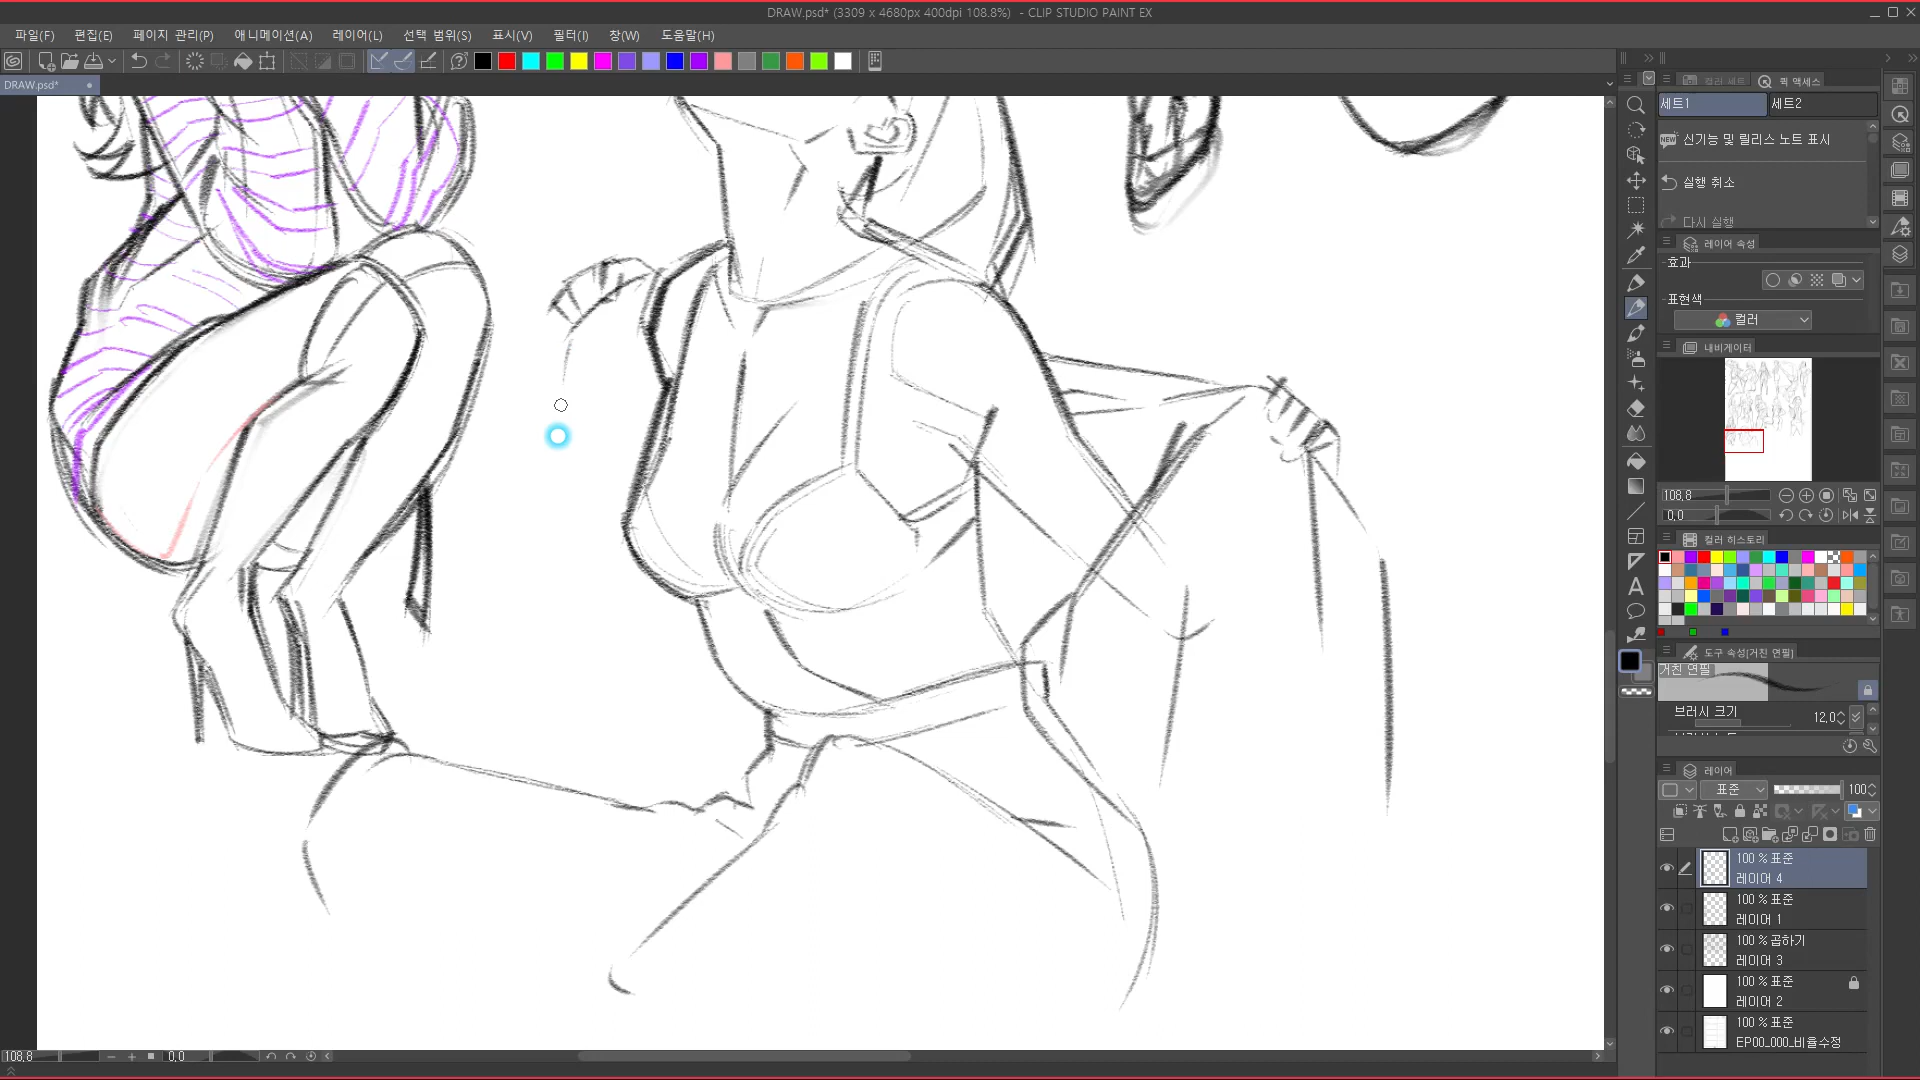 DRAW.psd* (3309 x 4680px 400dpi 108.8%)  - CLIP STUDIO PAINT EX
파일(F) 편집(E) 페이지 관리(P) 애니메이션(A) 레이어(L) 선택 범위(S) 표시(V) 필터(I) 창(W) 도움말(H)
DRAW.psd*
컬러 세트 퀵 액세스
세트1 세트2
신기능 및 릴리스 노트 표시
실행 취소
다시 실행
레이어 속성
효과
표현색
컬러
내비게이터
108.8
0.0
컬러 히스토리
도구 속성[거친 연필]
거친 연필
브러시 크기 12.0
레이어
표준 100
100 % 표준
레이어 4
100 % 표준
레이어 1
100 % 곱하기
레이어 3
100 % 표준
레이어 2
100 % 표준
EP00_000_비율수정
108.8 0.0